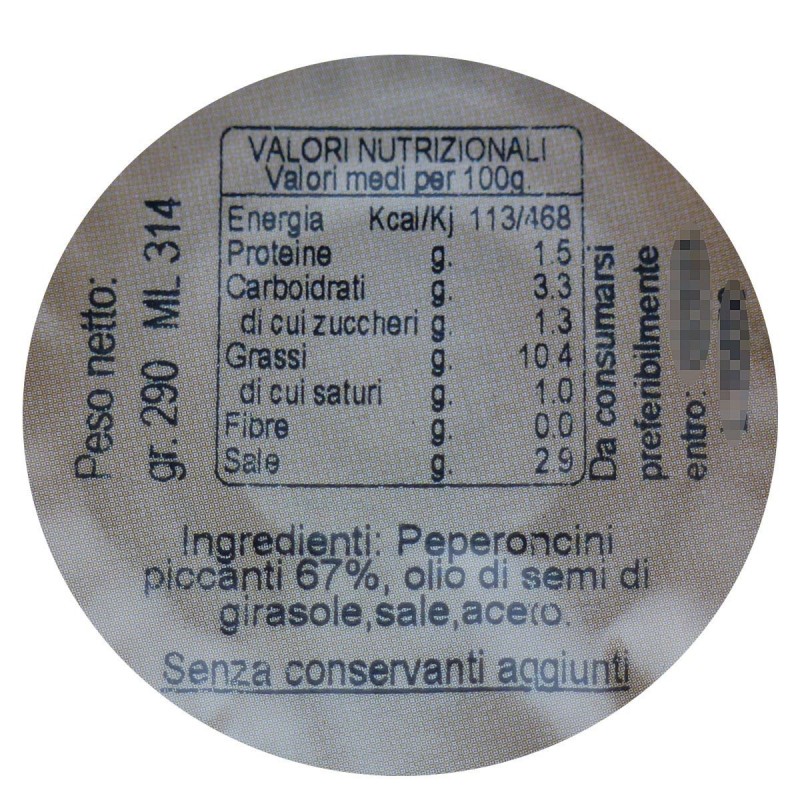 VALORI NUTRIZIONALI
Valori medi per 100g.
Energia Kcal/Kj 113/468
Proteine g. 1.5
Carboidrati g. 3.3
di cui zuccheri g. 1.3
Grassi g. 10.4
di cui saturi g. 1.0
Fibre g. 0.0
Sale g. 2.9
Peso netto:
gr. 290 ML 314
Da consumarsi
preferibilmente
entro:
Ingredienti: Peperoncini
piccanti 67%, olio di semi di
girasole,sale,aceto.
Senza conservanti aggiunti